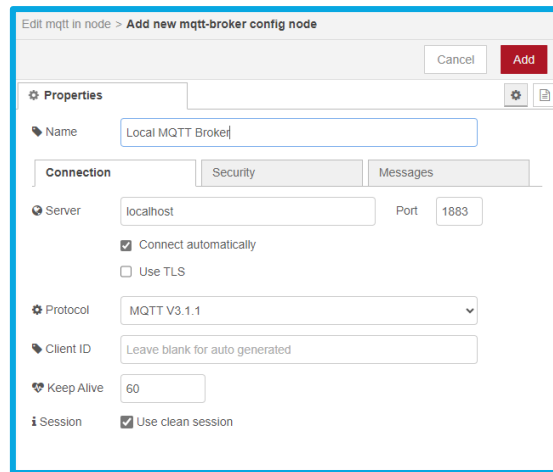 Edit mqtt in node > Add new mqtt-broker config node
Cancel Add
Properties
Name Local MQTT Broker
Connection Security Messages
Server localhost Port 1883
Connect automatically
Use TLS
Protocol MQTT V3.1.1
Client ID Leave blank for auto generated
Keep Alive 60
Session Use clean session